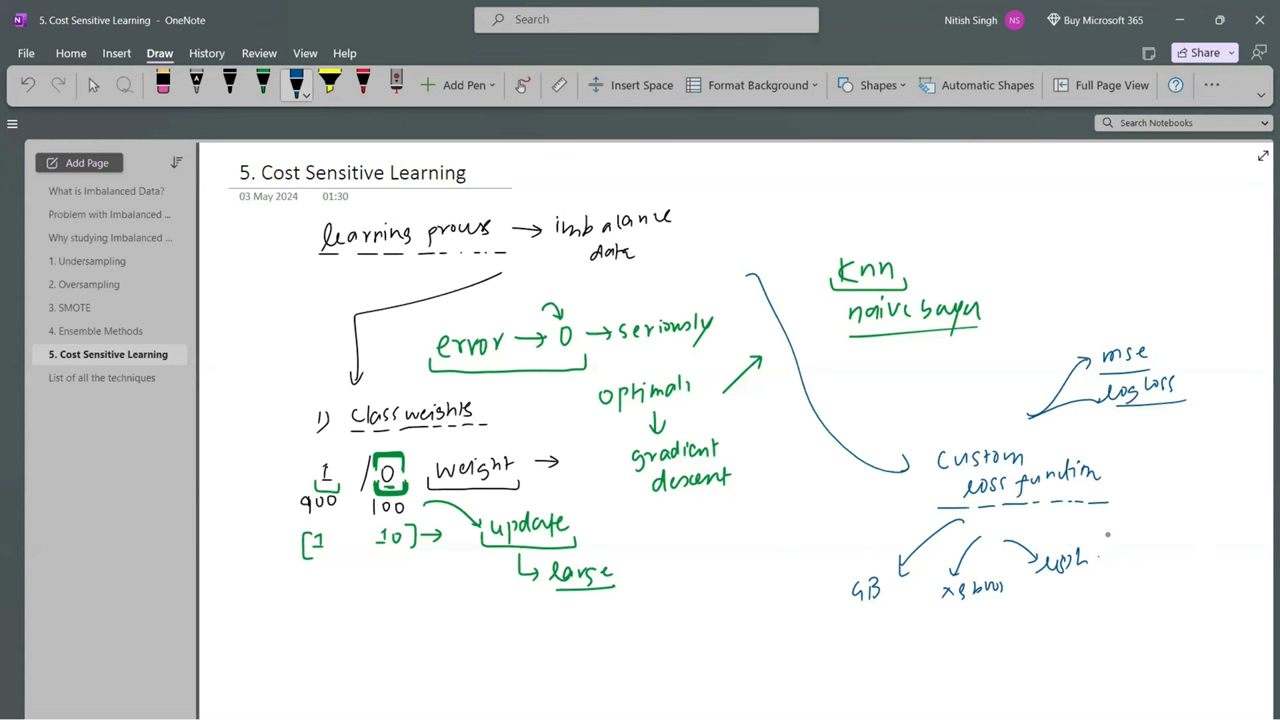 5. Cost Sensitive Learning - OneNote
Search
Nitish Singh NS
Buy Microsoft 365
File Home Insert Draw History Review View Help
Share
Add Pen
Insert Space
Format Background
Shapes
Automatic Shapes
Full Page View
Search Notebooks
Add Page
What is Imbalanced Data?
Problem with Imbalanced ...
Why studying Imbalanced ...
1. Undersampling
2. Oversampling
3. SMOTE
4. Ensemble Methods
5. Cost Sensitive Learning
List of all the techniques
5. Cost Sensitive Learning
03 May 2024 01:30
learning → imbalance
data
Knn
naive
error → 0 → seriously
optimal
gradient
descent
1) Class weights
1 / 0 weight →
900 100
[1 10] → update
large
mse
log loss
Custom
loss function
GB